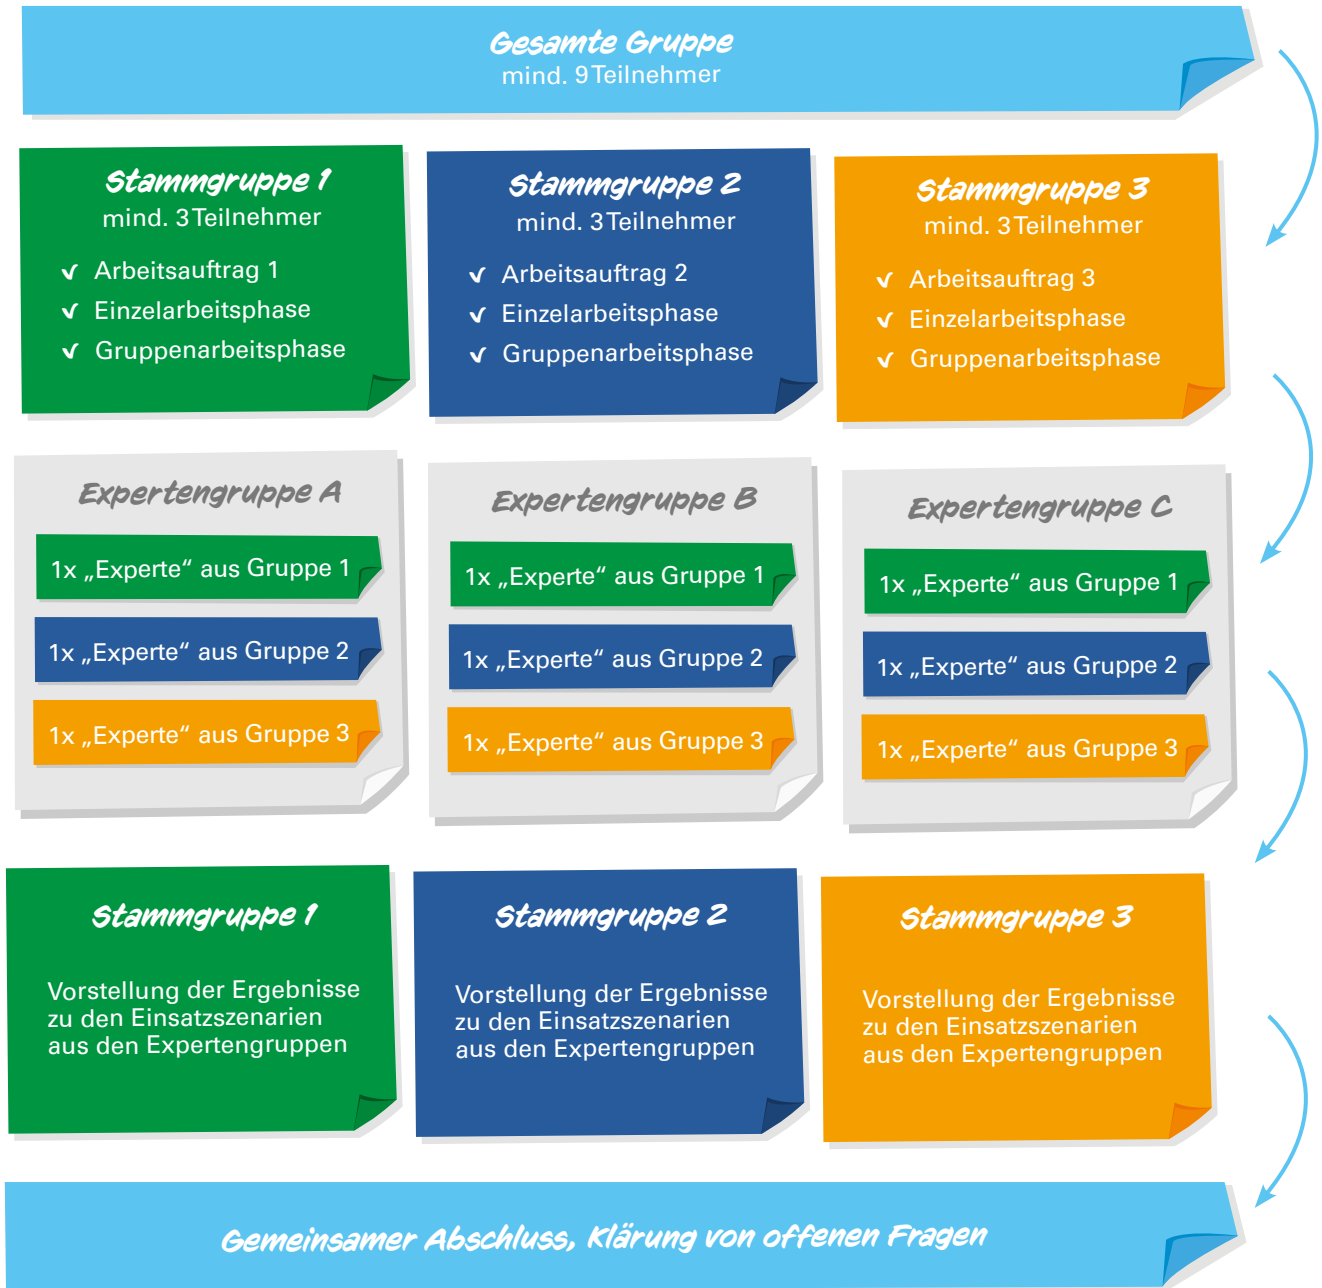 Gesamte Gruppe
mind. 9 Teilnehmer
Stammgruppe 1
mind. 3 Teilnehmer
✓ Arbeitsauftrag 1
✓ Einzelarbeitsphase
✓ Gruppenarbeitsphase
Stammgruppe 2
mind. 3 Teilnehmer
✓ Arbeitsauftrag 2
✓ Einzelarbeitsphase
✓ Gruppenarbeitsphase
Stammgruppe 3
mind. 3 Teilnehmer
✓ Arbeitsauftrag 3
✓ Einzelarbeitsphase
✓ Gruppenarbeitsphase
Expertengruppe A
1x „Experte“ aus Gruppe 1
1x „Experte“ aus Gruppe 2
1x „Experte“ aus Gruppe 3
Expertengruppe B
1x „Experte“ aus Gruppe 1
1x „Experte“ aus Gruppe 2
1x „Experte“ aus Gruppe 3
Expertengruppe C
1x „Experte“ aus Gruppe 1
1x „Experte“ aus Gruppe 2
1x „Experte“ aus Gruppe 3
Stammgruppe 1
Vorstellung der Ergebnisse
zu den Einsatzszenarien
aus den Expertengruppen
Stammgruppe 2
Vorstellung der Ergebnisse
zu den Einsatzszenarien
aus den Expertengruppen
Stammgruppe 3
Vorstellung der Ergebnisse
zu den Einsatzszenarien
aus den Expertengruppen
Gemeinsamer Abschluss, Klärung von offenen Fragen